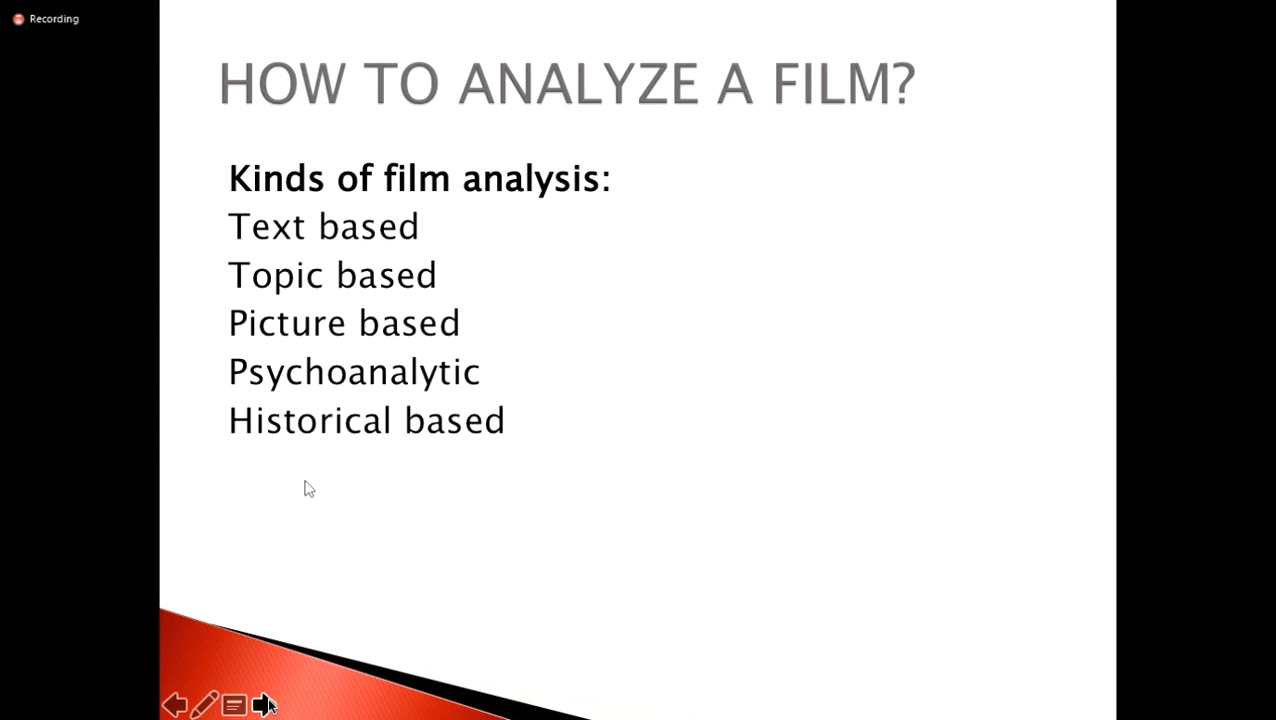 Recording
HOW TO ANALYZE A FILM?
Kinds of film analysis:
Text based
Topic based
Picture based
Psychoanalytic
Historical based